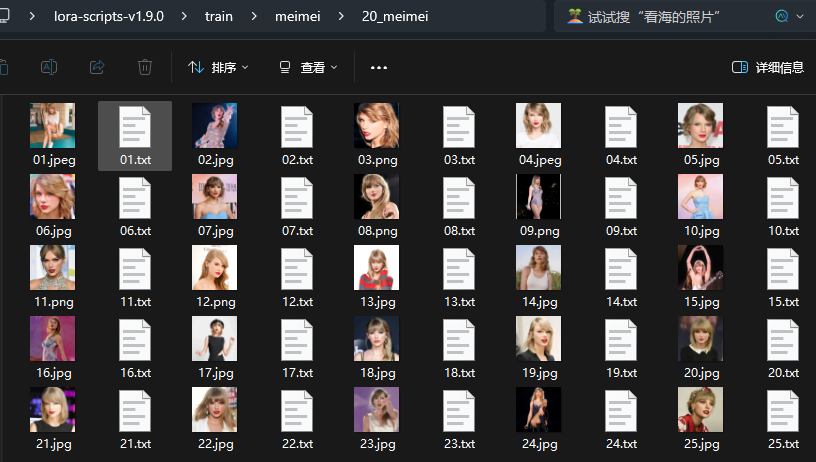 lora-scripts-v1.9.0 > train > meimei > 20_meimei
试试搜“看海的照片”
排序 查看 ••• 详细信息
01.jpeg 01.txt 02.jpg 02.txt 03.png 03.txt 04.jpeg 04.txt 05.jpg 05.txt
06.jpg 06.txt 07.jpg 07.txt 08.png 08.txt 09.png 09.txt 10.jpg 10.txt
11.png 11.txt 12.png 12.txt 13.jpg 13.txt 14.jpg 14.txt 15.jpg 15.txt
16.jpg 16.txt 17.jpg 17.txt 18.jpg 18.txt 19.jpg 19.txt 20.jpg 20.txt
21.jpg 21.txt 22.jpg 22.txt 23.jpg 23.txt 24.jpg 24.txt 25.jpg 25.txt